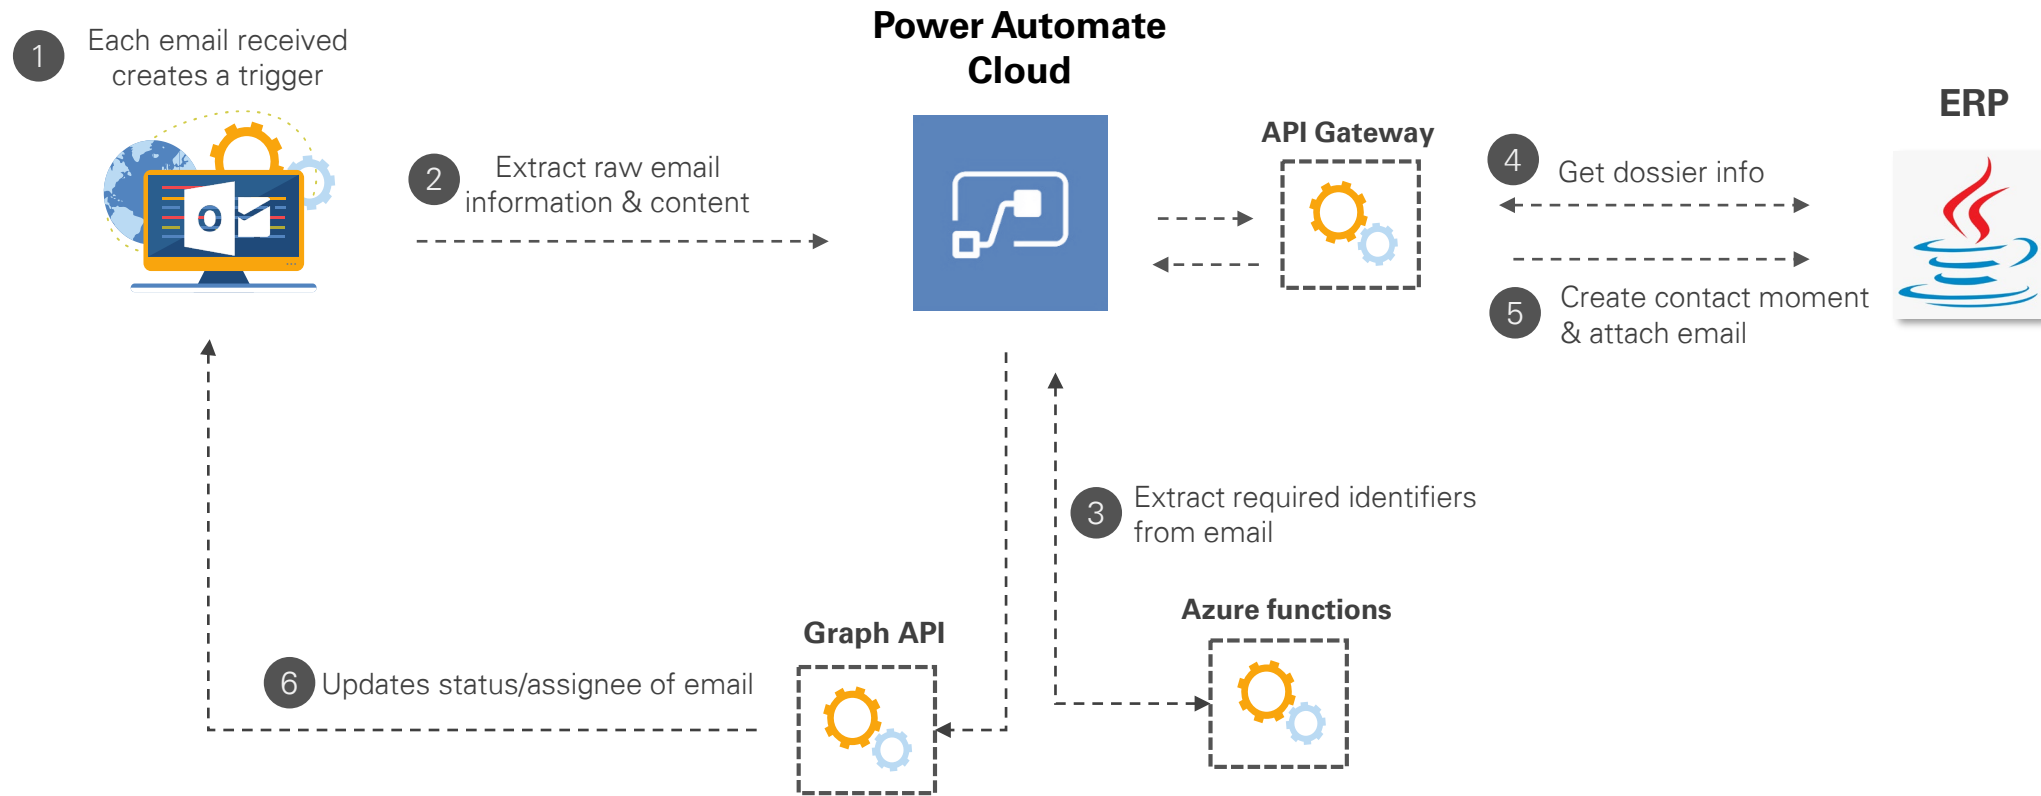 1
Each email received
creates a trigger
O
2
Extract raw email
information & content
Power Automate
Cloud
API Gateway
4
Get dossier info
ERP
5
Create contact moment
& attach email
3
Extract required identifiers
from email
Azure functions
Graph API
6
Updates status/assignee of email